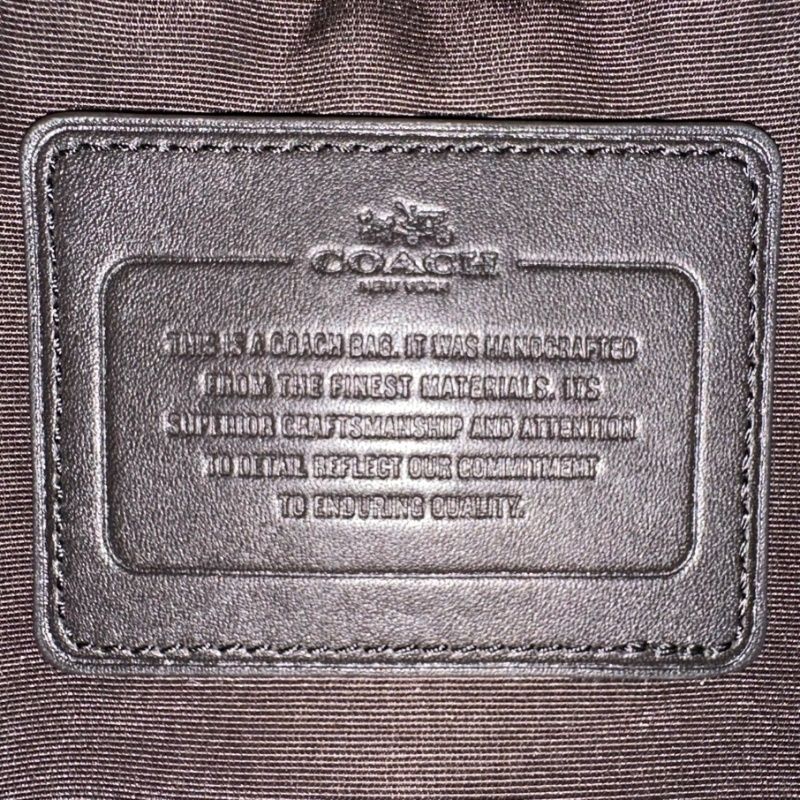 COACH
NEW YORK
THIS IS A COACH BAG. IT WAS HANDCRAFTED
FROM THE FINEST MATERIALS. ITS
SUPERIOR CRAFTSMANSHIP AND ATTENTION
TO DETAIL REFLECT OUR COMMITMENT
TO ENDURING QUALITY.